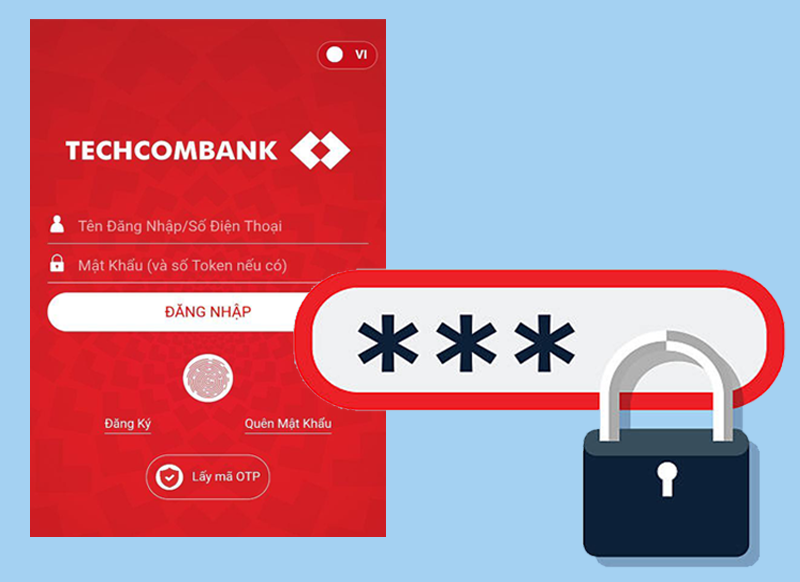 VI
TECHCOMBANK
Tên Đăng Nhập/Số Điện Thoại
Mật Khẩu (và số Token nếu có)
ĐĂNG NHẬP
***
Đăng Ký
Quên Mật Khẩu
Lấy mã OTP